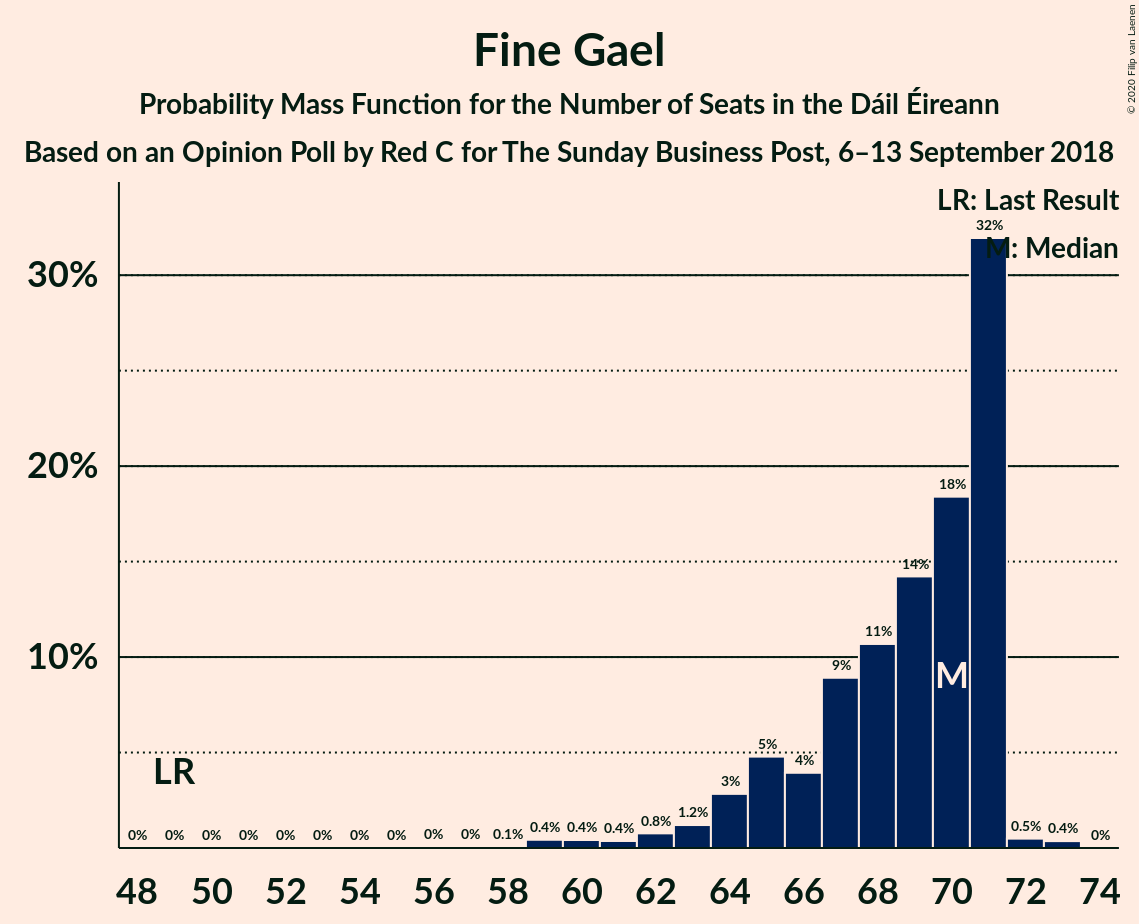 Fine Gael
Probability Mass Function for the Number of Seats in the Dáil Éireann
Based on an Opinion Poll by Red C for The Sunday Business Post, 6–13 September 2018
© 2020 Filip van Laenen
LR: Last Result
M: Median
30%
20%
10%
LR
M
0% 0% 0% 0% 0% 0% 0% 0% 0% 0% 0.1% 0.4% 0.4% 0.4% 0.8% 1.2% 3% 5% 4% 9% 11% 14% 18% 32% 0.5% 0.4% 0%
48 50 52 54 56 58 60 62 64 66 68 70 72 74